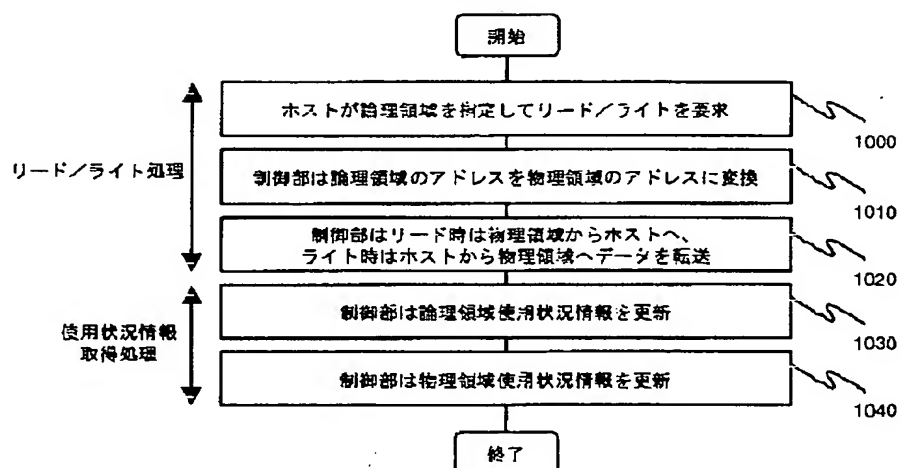 開始
ホストが論理領域を指定してリード／ライトを要求
1000
リード／ライト処理
制御部は論理領域のアドレスを物理領域のアドレスに変換
1010
制御部はリード時は物理領域からホストへ、
ライト時はホストから物理領域へデータを転送
1020
使用状況情報
取得処理
制御部は論理領域使用状況情報を更新
1030
制御部は物理領域使用状況情報を更新
1040
終了